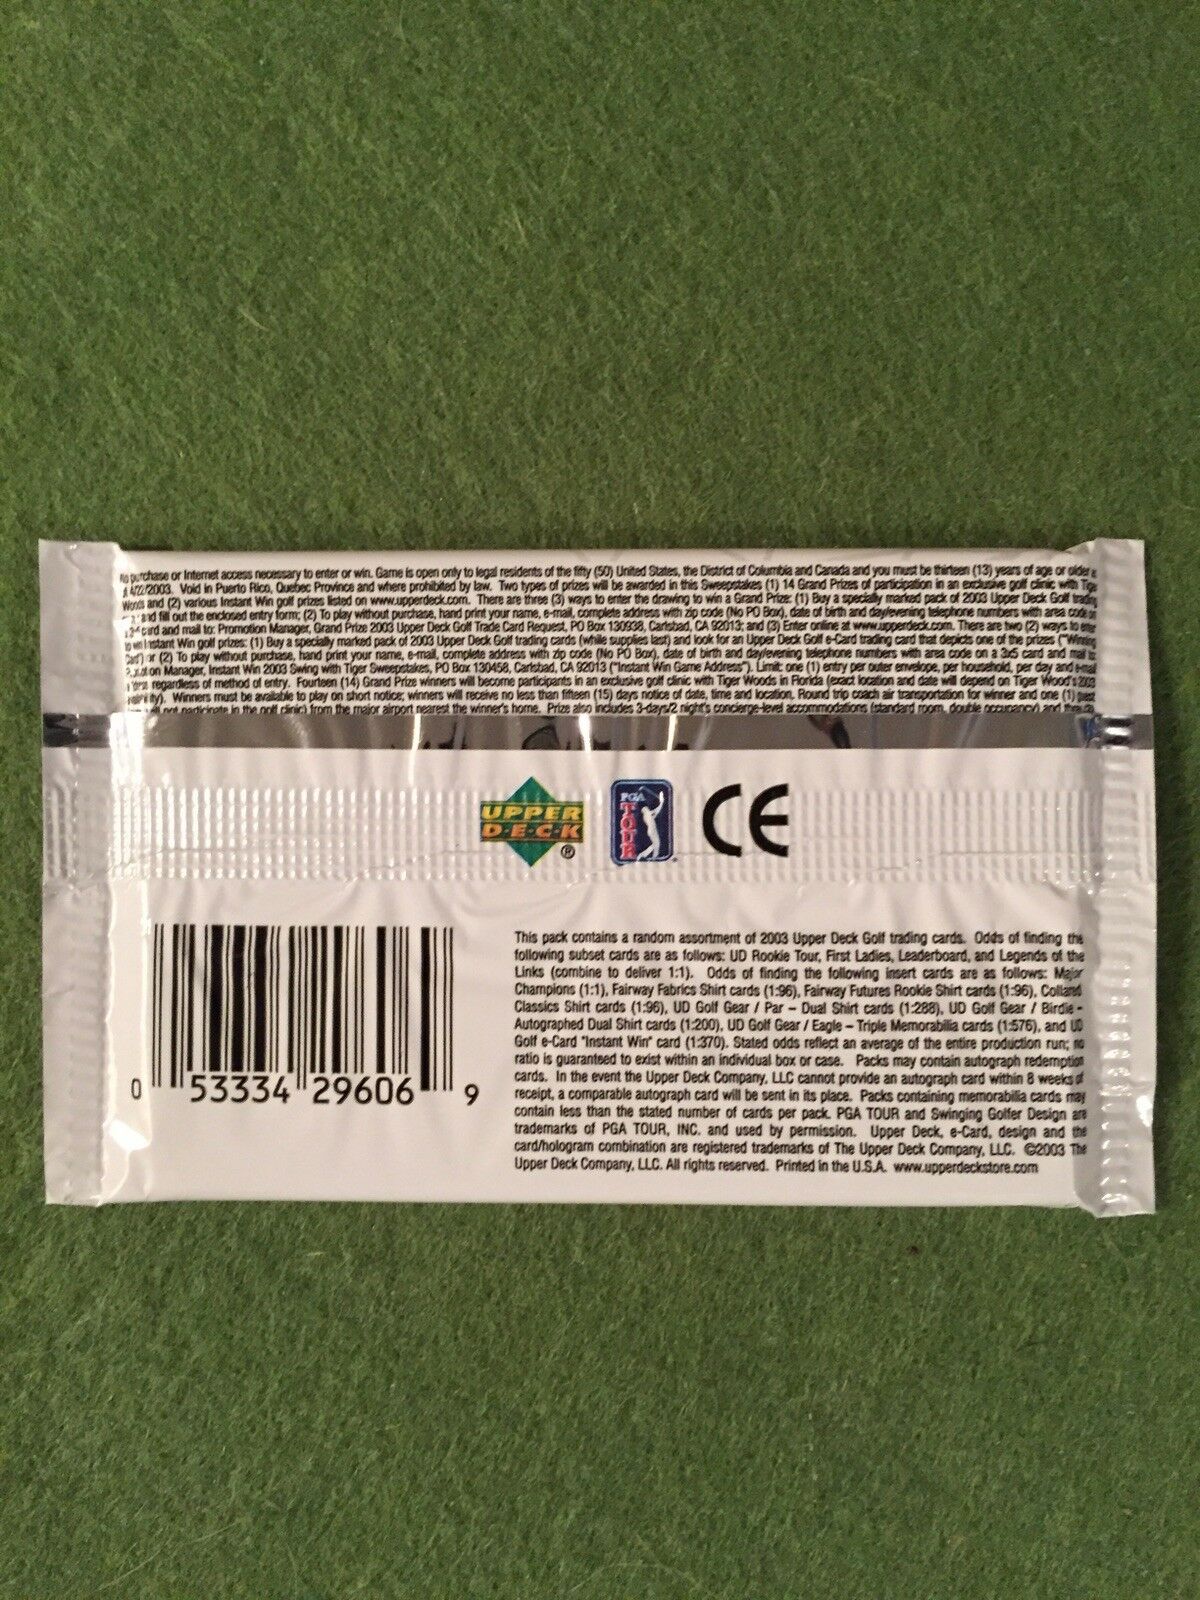 No purchase or Internet access necessary to enter or win. Game is open only to legal residents of the fifty (50) United States, the District of Columbia and Canada and you must be thirteen (13) years of age or older
4/22/2003. Void in Puerto Rico, Quebec Province and where prohibited by law. Two types of prizes will be awarded in this Sweepstakes (1) 14 Grand Prizes of participation in an exclusive golf clinic with Tiger
Woods and (2) various Instant Win golf prizes listed on www.upperdeck.com. There are three (3) ways to enter the drawing to win a Grand Prize: (1) Buy a specially marked pack of 2003 Upper Deck Golf trading
and fill out the enclosed entry form; (2) To play without purchase, hand print your name, e-mail, complete address with zip code (No PO Box), date of birth and day/evening telephone numbers with area code on
card and mail to: Promotion Manager, Grand Prize 2003 Upper Deck Golf Trade Card Request, PO Box 130938, Carlsbad, CA 92013; and (3) Enter online at www.upperdeck.com. There are two (2) ways to enter
Instant Win golf prizes: (1) Buy a specially marked pack of 2003 Upper Deck Golf trading cards (while supplies last) and look for an Upper Deck Golf e-Card trading card that depicts one of the prizes ("Winning
or (2) To play without purchase, hand print your name, e-mail, complete address with zip code (No PO Box), date of birth and day/evening telephone numbers with area code on a 3x5 card and mail to
Manager, Instant Win 2003 Swing with Tiger Sweepstakes, PO Box 130458, Carlsbad, CA 92013 ("Instant Win Game Address"). Limit: one (1) entry per outer envelope, per household, per day and e-mail
regardless of method of entry. Fourteen (14) Grand Prize winners will become participants in an exclusive golf clinic with Tiger Woods in Florida (exact location and date will depend on Tiger Wood's 2003
Winners must be available to play on short notice; winners will receive no less than fifteen (15) days notice of date, time and location. Round trip coach air transportation for winner and one (1) guest
not participate in the golf clinic) from the major airport nearest the winner's home. Prize also includes 3-days/2 night's concierge-level accommodations (standard room, double occupancy) and
UPPER
D·E·C·K
®
PGA
TOUR
CE
0 53334 29606 9
This pack contains a random assortment of 2003 Upper Deck Golf trading cards. Odds of finding the
following subset cards are as follows: UD Rookie Tour, First Ladies, Leaderboard, and Legends of the
Links (combine to deliver 1:1). Odds of finding the following insert cards are as follows: Major
Champions (1:1), Fairway Fabrics Shirt cards (1:96), Fairway Futures Rookie Shirt cards (1:96), Collared
Classics Shirt cards (1:96), UD Golf Gear / Par – Dual Shirt cards (1:288), UD Golf Gear / Birdie -
Autographed Dual Shirt cards (1:200), UD Golf Gear / Eagle – Triple Memorabilia cards (1:576), and UD
Golf e-Card "Instant Win" card (1:370). Stated odds reflect an average of the entire production run; no
ratio is guaranteed to exist within an individual box or case. Packs may contain autograph redemption
cards. In the event the Upper Deck Company, LLC cannot provide an autograph card within 8 weeks of
receipt, a comparable autograph card will be sent in its place. Packs containing memorabilia cards may
contain less than the stated number of cards per pack. PGA TOUR and Swinging Golfer Design are
trademarks of PGA TOUR, INC. and used by permission. Upper Deck, e-Card, design and the
card/hologram combination are registered trademarks of The Upper Deck Company, LLC. ©2003 The
Upper Deck Company, LLC. All rights reserved. Printed in the U.S.A. www.upperdeckstore.com